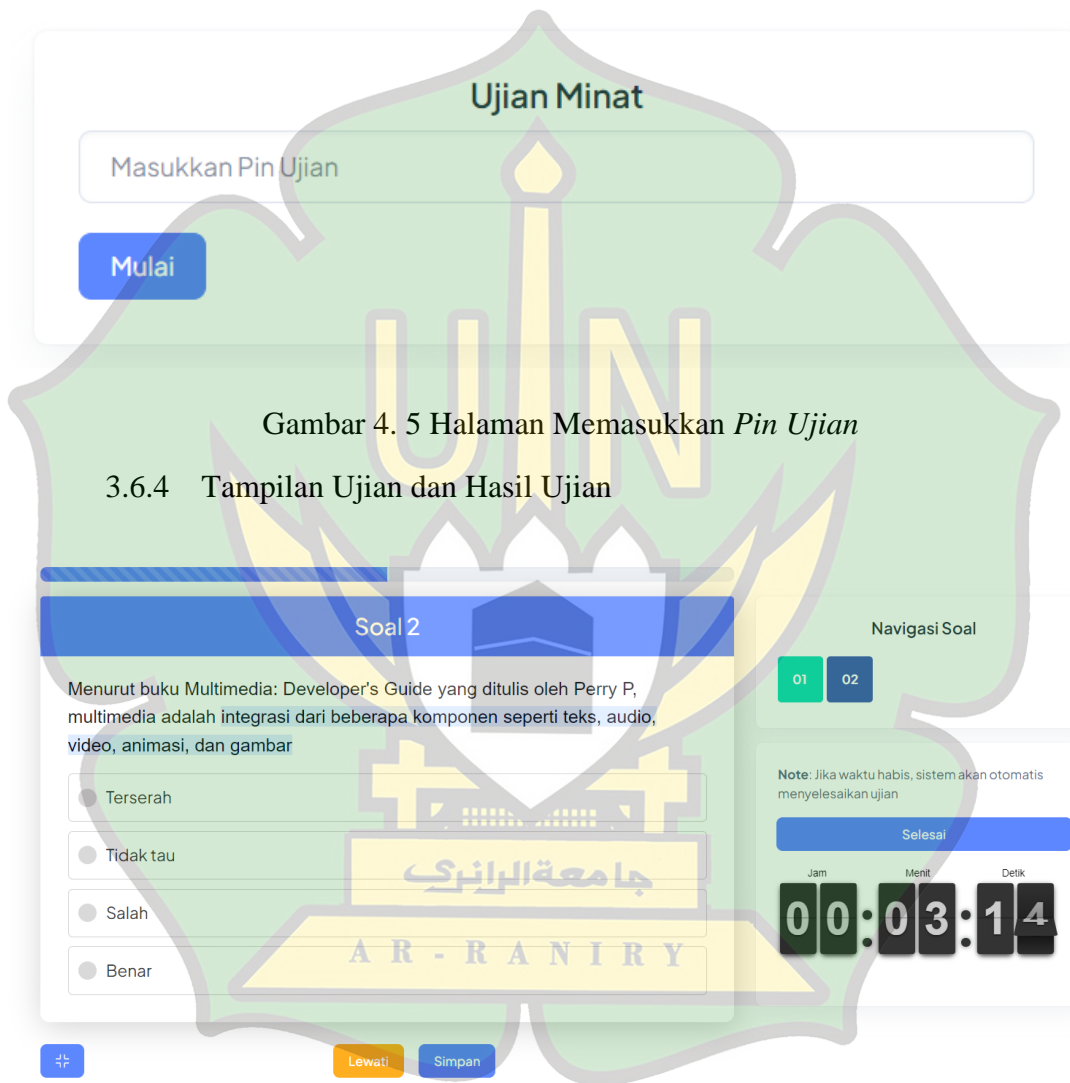 Ujian Minat
Masukkan Pin Ujian
Mulai
Gambar 4. 5 Halaman Memasukkan Pin Ujian
3.6.4 Tampilan Ujian dan Hasil Ujian
Soal 2
Menurut buku Multimedia: Developer's Guide yang ditulis oleh Perry P,
multimedia adalah integrasi dari beberapa komponen seperti teks, audio,
video, animasi, dan gambar
Terserah
Tidak tau
Salah
Benar
Lewati
Simpan
Navigasi Soal
01 02
Note: Jika waktu habis, sistem akan otomatis
menyelesaikan ujian
Selesai
Jam Menit Detik
00:03:14
UIN
جامعة الرانري
AR-RANIRY